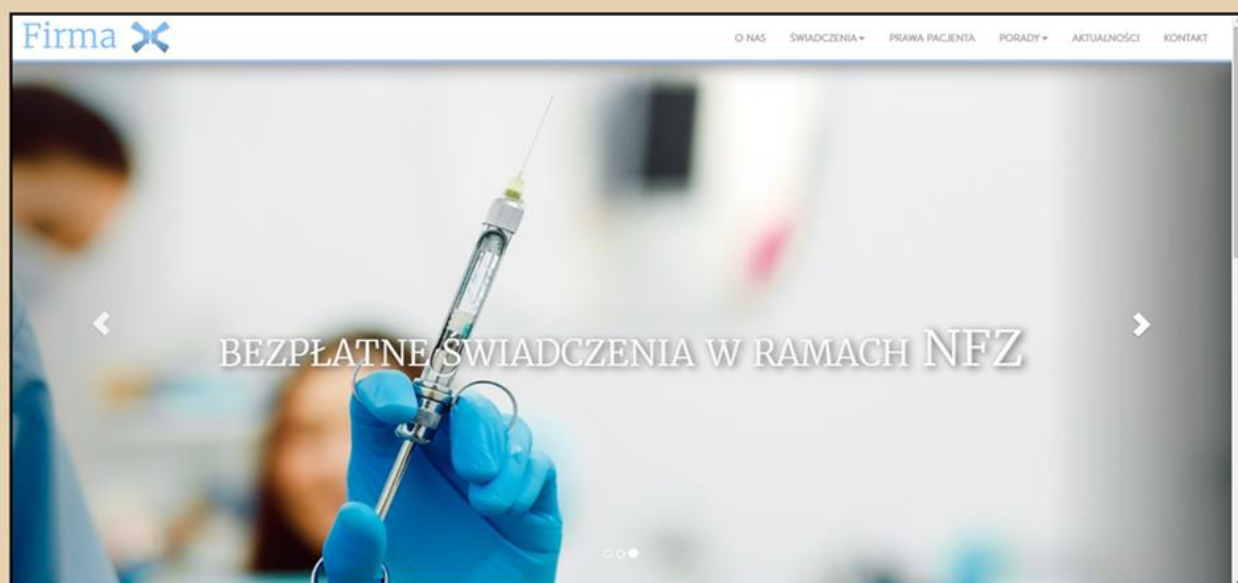 Firma X
O NAS ŚWIADCZENIA PRAWA PACJENTA PORADY AKTUALNOŚCI KONTAKT
BEZPŁATNE ŚWIADCZENIA W RAMACH NFZ